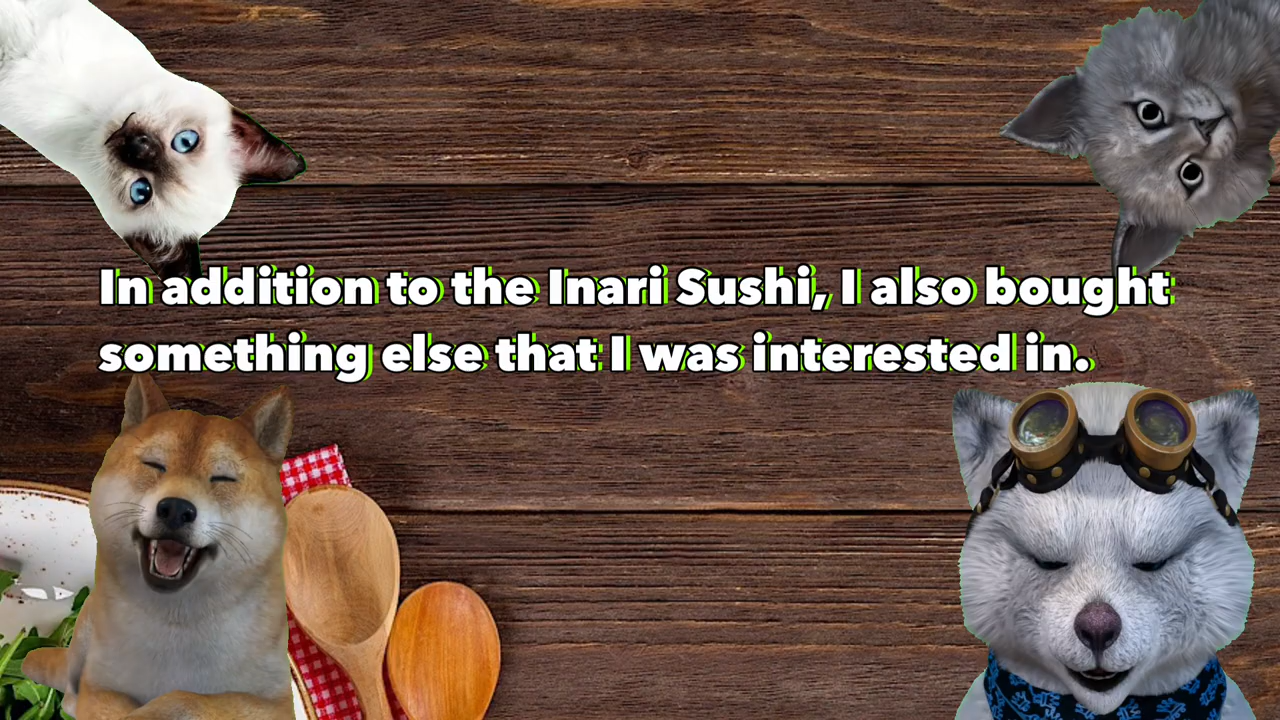 In addition to the Inari Sushi, I also bought
something else that I was interested in.